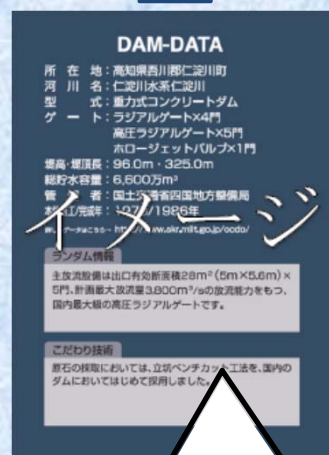 DAM-DATA
所在地：高知県吾川郡仁淀川町
河川名：仁淀川水系仁淀川
型式：重力式コンクリートダム
ゲート：ラジアルゲート×4門
高圧ラジアルゲート×5門
ホロージェットバルブ×1門
堤高・堤頂長：96.0m・325.0m
総貯水容量：6,600万m³
管理者：国土交通省四国地方整備局
/1986年
イメージ
ランダム情報
主放流設備は出口有効断面積28m²(5m×5.6m)×
5門、計画最大放流量3,800m³/sの放流能力をもつ、
国内最大級の高圧ラジアルゲートです。
こだわり技術
原石の採取においては、立坑ベンチカット工法を、国内の
ダムにおいてはじめて採用しました。